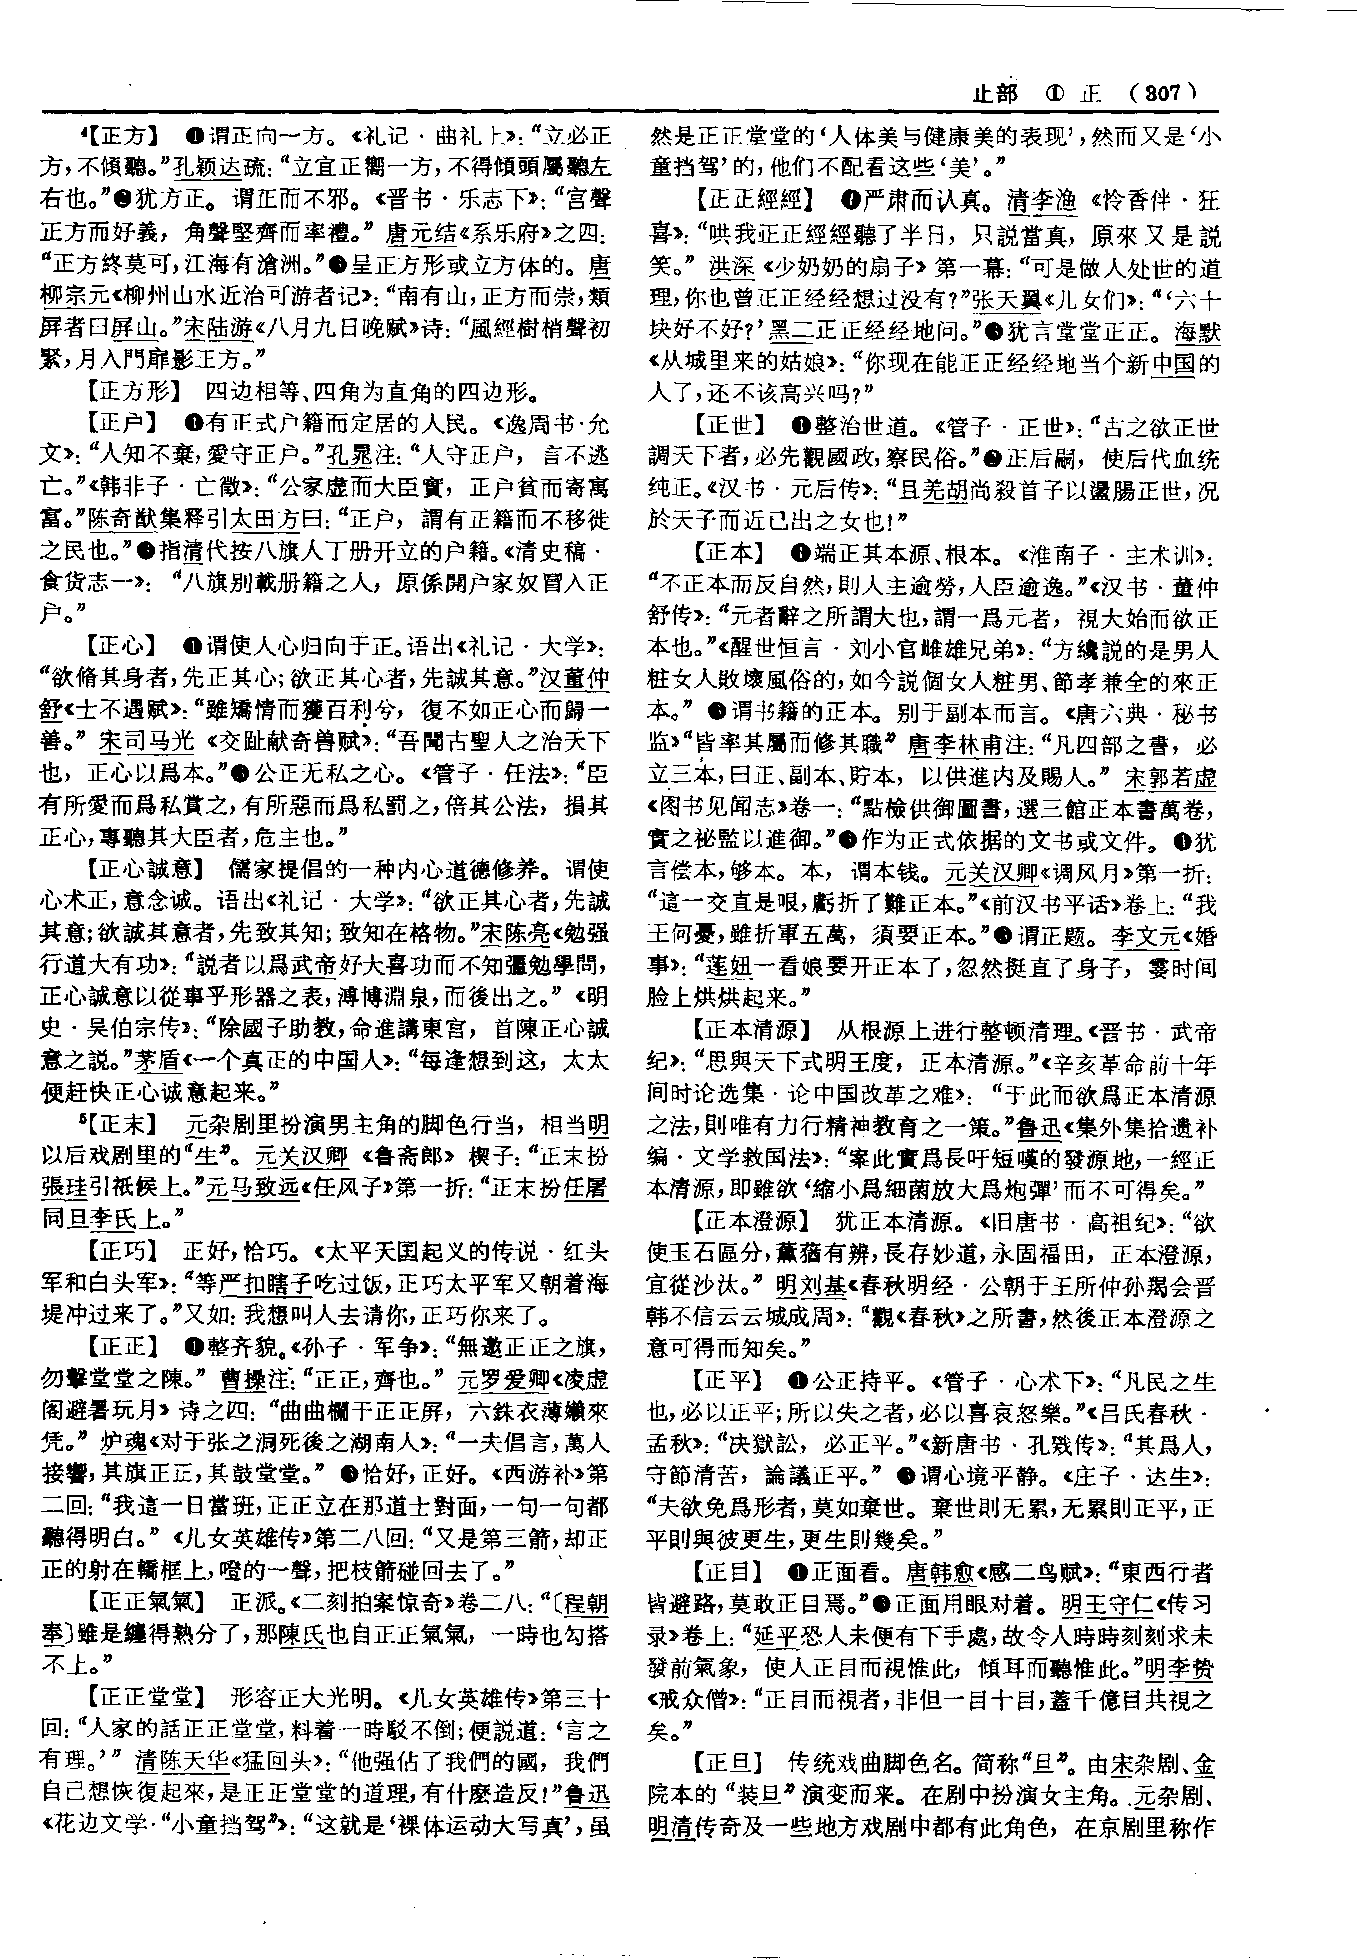 止部 ① 正 (307)
⁴【正方】 ❶谓正向一方。《礼记·曲礼上》：“立必正
方，不傾聽。”孔颖达疏：“立宜正嚮一方，不得傾頭屬聽左
右也。”❷犹方正。谓正而不邪。《晋书·乐志下》：“宫聲
正方而好義，角聲堅齊而率禮。”唐元结《系乐府》之四：
“正方終莫可，江海有滄洲。”❸呈正方形或立方体的。唐
柳宗元《柳州山水近治可游者记》：“南有山，正方而崇，類
屏者曰屏山。”宋陆游《八月九日晚赋》诗：“風經樹梢聲初
緊，月入門扉影正方。”
【正方形】 四边相等、四角为直角的四边形。
【正户】 ❶有正式户籍而定居的人民。《逸周书·允
文》：“人知不棄，愛守正户。”孔晁注：“人守正户，言不逃
亡。”《韩非子·亡徵》：“公家虚而大臣實，正户貧而寄寓
富。”陈奇猷集释引太田方曰：“正户，謂有正籍而不移徙
之民也。”❷指清代按八旗人丁册开立的户籍。《清史稿·
食货志一》：“八旗别載册籍之人，原係開户家奴冒入正
户。”
【正心】 ❶谓使人心归向于正。语出《礼记·大学》：
“欲脩其身者，先正其心；欲正其心者，先誠其意。”汉董仲
舒《士不遇赋》：“雖矯情而獲百利兮，復不如正心而歸一
善。”宋司马光《交趾献奇兽赋》：“吾聞古聖人之治天下
也，正心以爲本。”❷公正无私之心。《管子·任法》：“臣
有所愛而爲私賞之，有所惡而爲私罰之，倍其公法，損其
正心，專聽其大臣者，危主也。”
【正心誠意】 儒家提倡的一种内心道德修养。谓使
心术正，意念诚。语出《礼记·大学》：“欲正其心者，先誠
其意；欲誠其意者，先致其知；致知在格物。”宋陈亮《勉强
行道大有功》：“説者以爲武帝好大喜功而不知彊勉學問，
正心誠意以從事乎形器之表，溥博淵泉，而後出之。”《明
史·吴伯宗传》：“除國子助教，命進講東宫，首陳正心誠
意之説。”茅盾《一个真正的中国人》：“每逢想到这，太太
便赶快正心诚意起来。”
⁵【正末】 元杂剧里扮演男主角的脚色行当，相当明
以后戏剧里的“生”。元关汉卿《鲁斋郎》楔子：“正末扮
張珪引祗候上。”元马致远《任风子》第一折：“正末扮任屠
同旦李氏上。”
【正巧】 正好，恰巧。《太平天国起义的传说·红头
军和白头军》：“等严扣瞎子吃过饭，正巧太平军又朝着海
堤冲过来了。”又如：我想叫人去请你，正巧你来了。
【正正】 ❶整齐貌。《孙子·军争》：“無邀正正之旗，
勿擊堂堂之陳。”曹操注：“正正，齊也。”元罗爱卿《凌虚
阁避暑玩月》诗之四：“曲曲欄干正正屏，六銖衣薄嬾來
凭。”炉魂《对于张之洞死後之湖南人》：“一夫倡言，萬人
接響，其旗正正，其鼓堂堂。”❷恰好，正好。《西游补》第
二回：“我這一日當班，正正立在那道士對面，一句一句都
聽得明白。”《儿女英雄传》第二八回：“又是第三箭，却正
正的射在轎框上，噔的一聲，把枝箭碰回去了。”
【正正氣氣】 正派。《二刻拍案惊奇》卷二八：“〔程朝
奉〕雖是纏得熟分了，那陳氏也自正正氣氣，一時也勾搭
不上。”
【正正堂堂】 形容正大光明。《儿女英雄传》第三十
回：“人家的話正正堂堂，料着一時駁不倒；便説道：‘言之
有理。’”清陈天华《猛回头》：“他强佔了我們的國，我們
自己想恢復起來，是正正堂堂的道理，有什麼造反！”鲁迅
《花边文学·“小童挡驾”》：“这就是‘裸体运动大写真’，虽
然是正正堂堂的‘人体美与健康美的表现’，然而又是‘小
童挡驾’的，他们不配看这些‘美’。”
【正正經經】 ❶严肃而认真。清李渔《怜香伴·狂
喜》：“哄我正正經經聽了半日，只説當真，原來又是説
笑。”洪深《少奶奶的扇子》第一幕：“可是做人处世的道
理，你也曾正正经经想过没有？”张天翼《儿女们》：“‘六十
块好不好？’黑二正正经经地问。”❷犹言堂堂正正。海默
《从城里来的姑娘》：“你现在能正正经经地当个新中国的
人了，还不该高兴吗？”
【正世】 ❶整治世道。《管子·正世》：“古之欲正世
調天下者，必先觀國政，察民俗。”❷正后嗣，使后代血统
纯正。《汉书·元后传》：“且羌胡尚殺首子以盪腸正世，况
於天子而近已出之女也！”
【正本】 ❶端正其本源、根本。《淮南子·主术训》：
“不正本而反自然，則人主逾勞，人臣逾逸。”《汉书·董仲
舒传》：“元者辭之所謂大也，謂一爲元者，視大始而欲正
本也。”《醒世恒言·刘小官雌雄兄弟》：“方纔説的是男人
粧女人敗壞風俗的，如今説個女人粧男、節孝兼全的來正
本。”❷谓书籍的正本。别于副本而言。《唐六典·秘书
监》“皆率其屬而修其職”唐李林甫注：“凡四部之書，必
立三本，曰正、副本、貯本，以供進内及賜人。”宋郭若虚
《图书见闻志》卷一：“點檢供御圖書，選三館正本書萬卷，
實之祕監以進御。”❸作为正式依据的文书或文件。❹犹
言偿本，够本。本，谓本钱。元关汉卿《调风月》第一折：
“這一交直是哏，虧折了難正本。”《前汉书平话》卷上：“我
王何憂，雖折軍五萬，須要正本。”❺谓正题。李文元《婚
事》：“莲妞一看娘要开正本了，忽然挺直了身子，霎时间
脸上烘烘起来。”
【正本清源】 从根源上进行整顿清理。《晋书·武帝
纪》：“思與天下式明王度，正本清源。”《辛亥革命前十年
间时论选集·论中国改革之难》：“于此而欲爲正本清源
之法，則唯有力行精神教育之一策。”鲁迅《集外集拾遗补
编·文学救国法》：“案此實爲長吁短嘆的發源地，一經正
本清源，即雖欲‘縮小爲細菌放大爲炮彈’而不可得矣。”
【正本澄源】 犹正本清源。《旧唐书·高祖纪》：“欲
使玉石區分，薰蕕有辨，長存妙道，永固福田，正本澄源，
宜從沙汰。”明刘基《春秋明经·公朝于王所仲孙羯会晋
韩不信云云城成周》：“觀《春秋》之所書，然後正本澄源之
意可得而知矣。”
【正平】 ❶公正持平。《管子·心术下》：“凡民之生
也，必以正平；所以失之者，必以喜哀怒樂。”《吕氏春秋·
孟秋》：“决獄訟，必正平。”《新唐书·孔戣传》：“其爲人，
守節清苦，論議正平。”❷谓心境平静。《庄子·达生》：
“夫欲免爲形者，莫如棄世。棄世則无累，无累則正平，正
平則與彼更生，更生則幾矣。”
【正目】 ❶正面看。唐韩愈《感二鸟赋》：“東西行者
皆避路，莫敢正目焉。”❷正面用眼对着。明王守仁《传习
录》卷上：“延平恐人未便有下手處，故令人時時刻刻求未
發前氣象，使人正目而視惟此，傾耳而聽惟此。”明李贽
《戒众僧》：“正目而視者，非但一目十目，蓋千億目共視之
矣。”
【正旦】 传统戏曲脚色名。简称“旦”。由宋杂剧、金
院本的“装旦”演变而来。在剧中扮演女主角。元杂剧、
明清传奇及一些地方戏剧中都有此角色，在京剧里称作